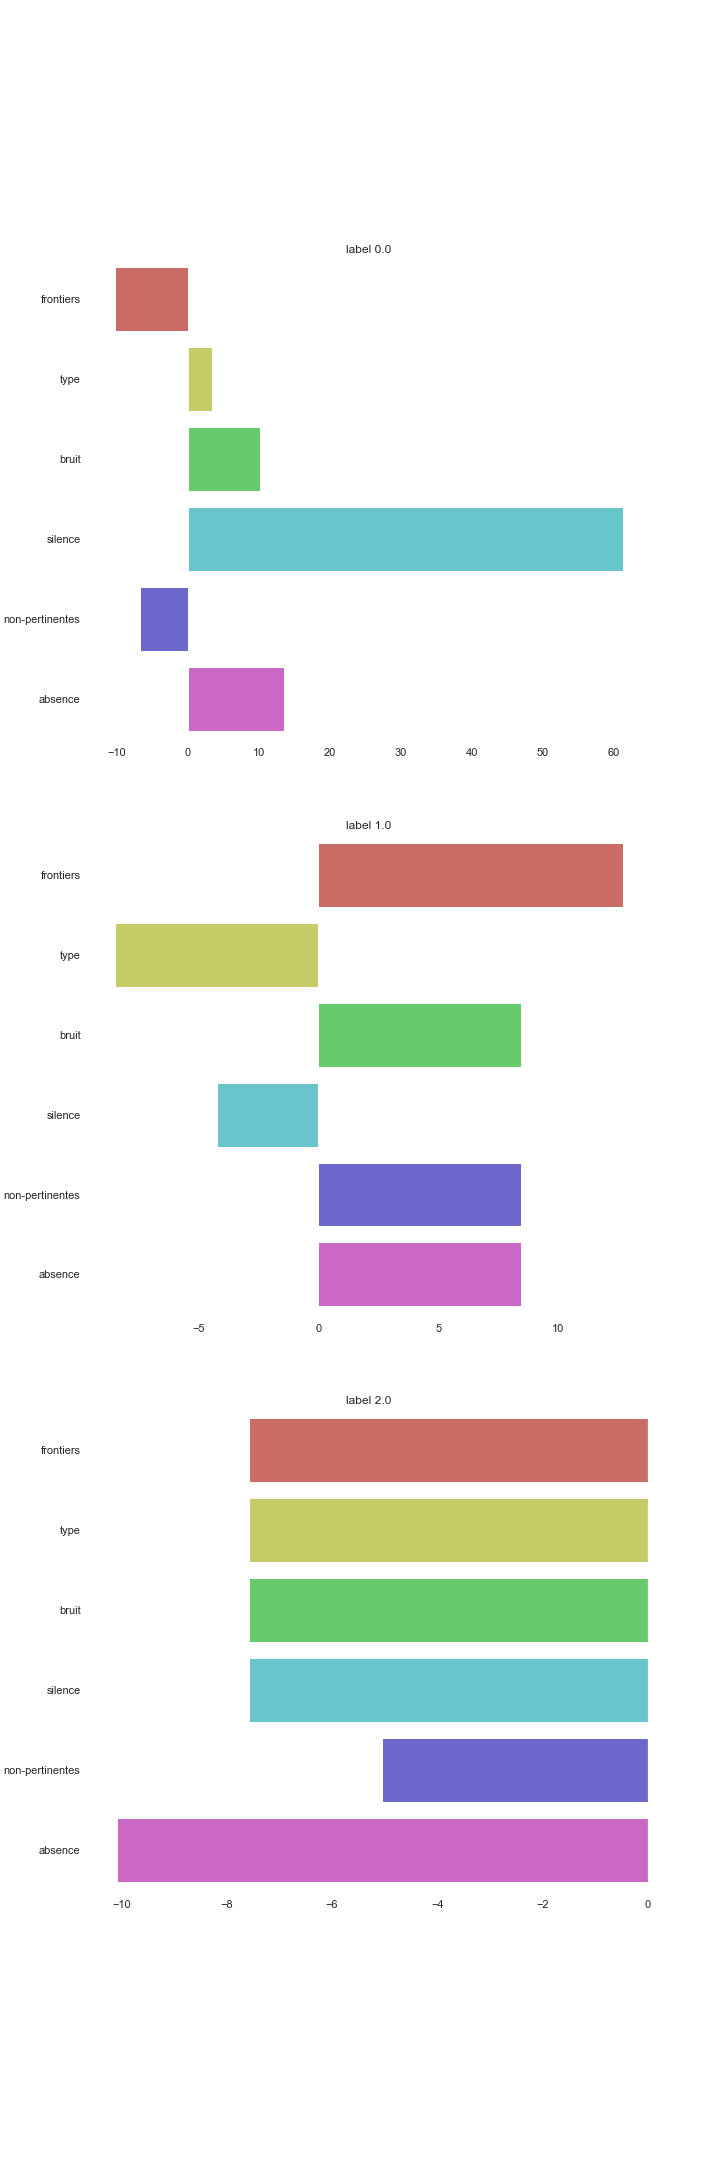 label 0.0
frontiers
type
bruit
silence
non-pertinentes
absence
−10 0 10 20 30 40 50 60
label 1.0
frontiers
type
bruit
silence
non-pertinentes
absence
−5 0 5 10
label 2.0
frontiers
type
bruit
silence
non-pertinentes
absence
−10 −8 −6 −4 −2 0